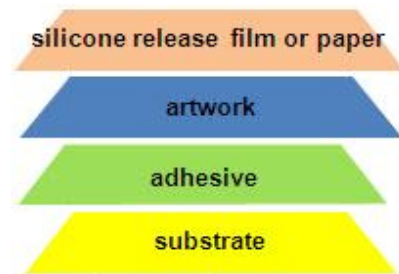 silicone release film or paper
artwork
adhesive
substrate